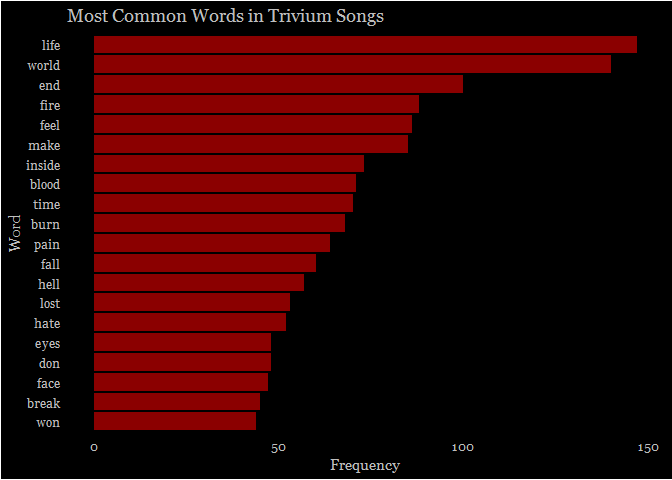 Most Common Words in Trivium Songs
life
world
end
fire
feel
make
inside
blood
time
burn
pain
fall
hell
lost
hate
eyes
don
face
break
won
Word
0 50 100 150
Frequency